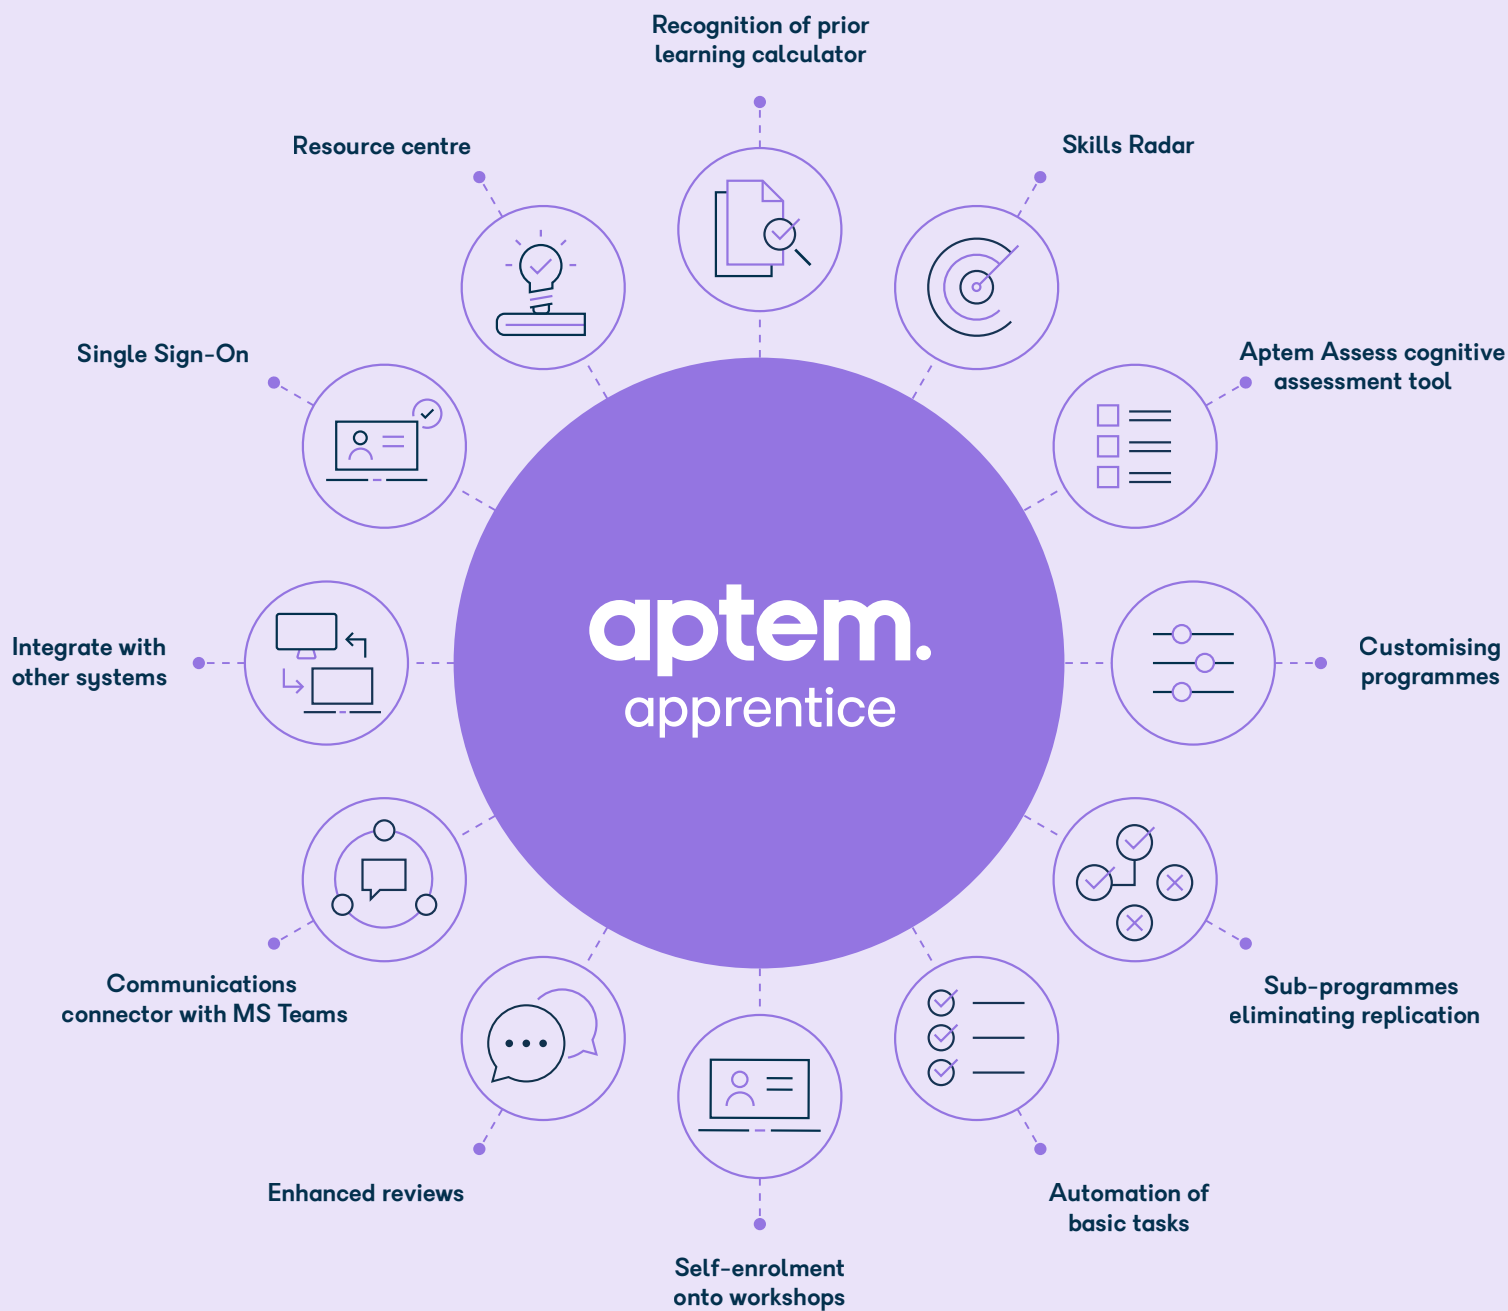 Recognition of prior
learning calculator
Resource centre
Skills Radar
Single Sign-On
Aptem Assess cognitive
assessment tool
aptem.
apprentice
Integrate with
other systems
Customising
programmes
Communications
connector with MS Teams
Sub-programmes
eliminating replication
Enhanced reviews
Automation of
basic tasks
Self-enrolment
onto workshops